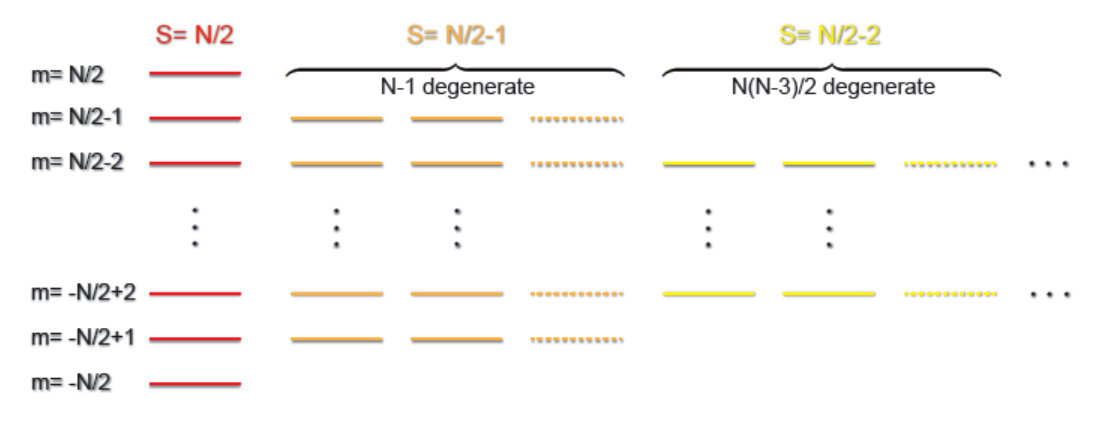 S= N/2 S= N/2-1 S= N/2-2
m= N/2
N-1 degenerate N(N-3)/2 degenerate
m= N/2-1
m= N/2-2 ...
m= -N/2+2 ...
m= -N/2+1
m= -N/2